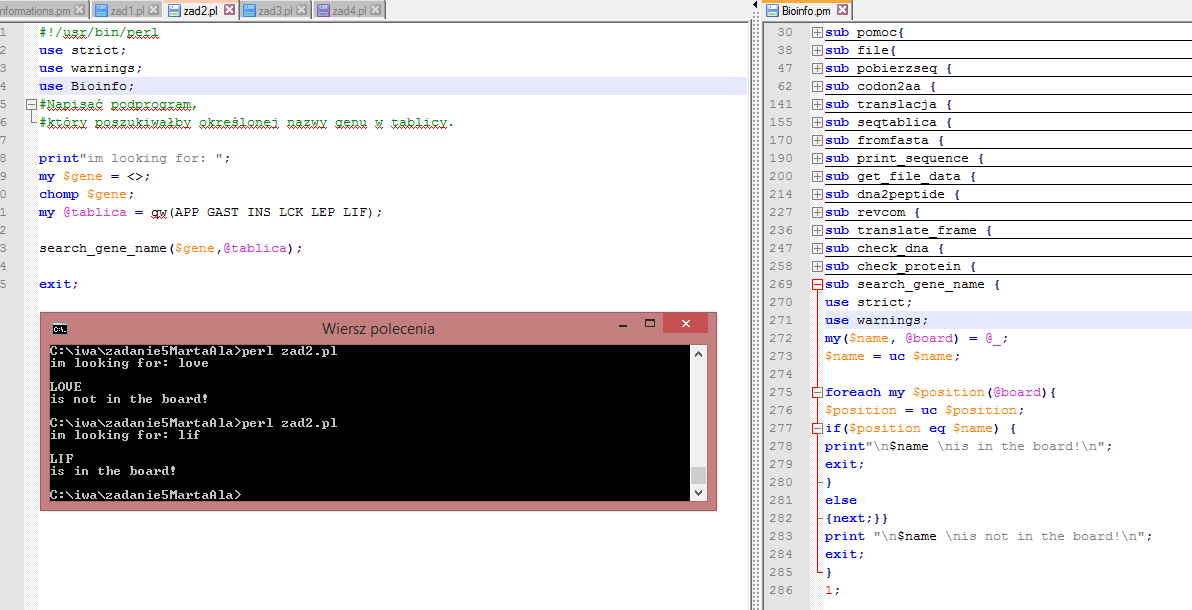 nformations.pm zad1.pl zad2.pl zad3.pl zad4.pl
1 #!/usr/bin/perl
2 use strict;
3 use warnings;
4 use Bioinfo;
5 #Napisać podprogram,
6 #który poszukiwałby określonej nazwy genu w tablicy.
7
8 print"im looking for: ";
9 my $gene = <>;
0 chomp $gene;
1 my @tablica = qw(APP GAST INS LCK LEP LIF);
2
3 search_gene_name($gene,@tablica);
4
5 exit;
C:\. Wiersz polecenia
C:\iwa\zadanie5MartaAla>perl zad2.pl
im looking for: love
LOVE
is not in the board!
C:\iwa\zadanie5MartaAla>perl zad2.pl
im looking for: lif
LIF
is in the board!
C:\iwa\zadanie5MartaAla>
Bioinfo.pm
30 sub pomoc{
38 sub file{
47 sub pobierzseq {
62 sub codon2aa {
141 sub translacja {
155 sub seqtablica {
170 sub fromfasta {
190 sub print_sequence {
200 sub get_file_data {
214 sub dna2peptide {
227 sub revcom {
236 sub translate_frame {
247 sub check_dna {
258 sub check_protein {
269 sub search_gene_name {
270 use strict;
271 use warnings;
272 my($name, @board) = @_;
273 $name = uc $name;
274
275 foreach my $position(@board){
276 $position = uc $position;
277 if($position eq $name) {
278 print"\n$name \nis in the board!\n";
279 exit;
280 }
281 else
282 {next;}}
283 print "\n$name \nis not in the board!\n";
284 exit;
285 }
286 1;